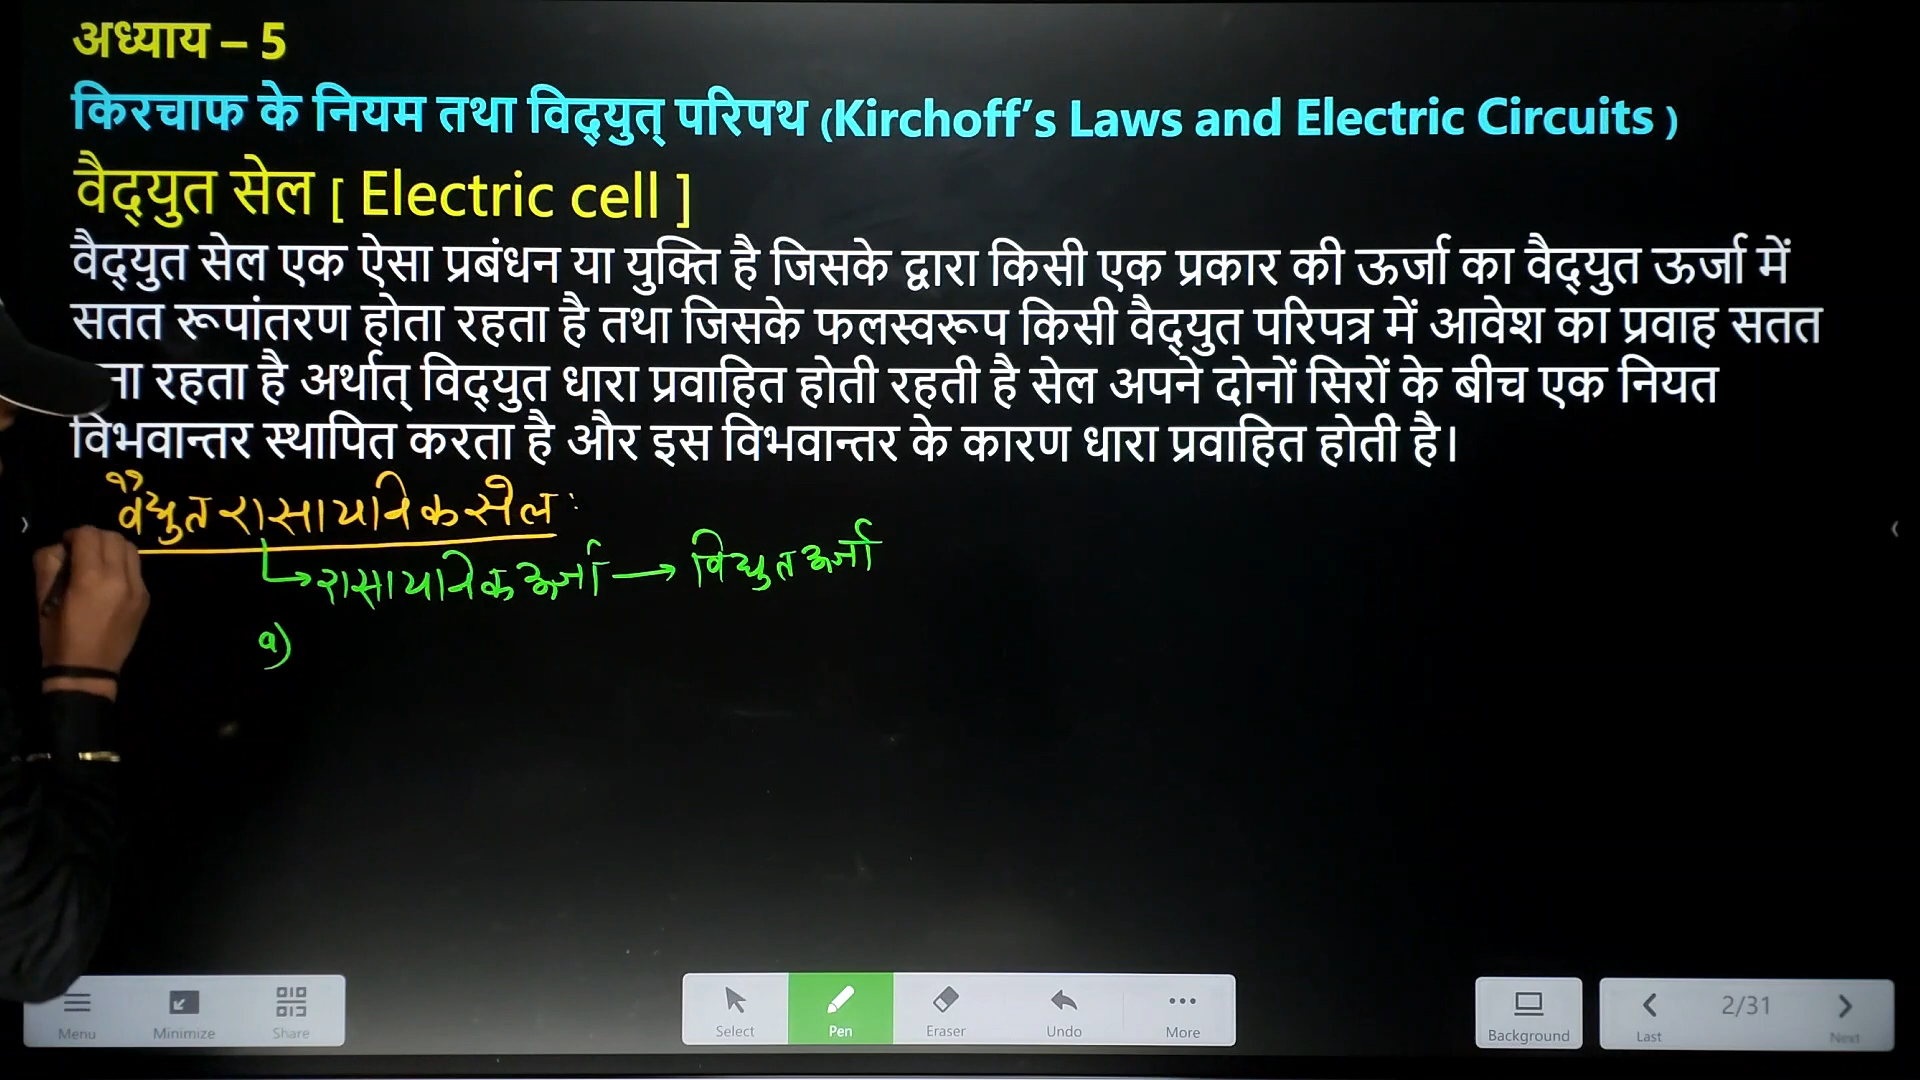 अध्याय – 5
किरचाफ के नियम तथा विद्युत् परिपथ (Kirchoff’s Laws and Electric Circuits )
वैद्युत सेल [ Electric cell ]
वैद्युत सेल एक ऐसा प्रबंधन या युक्ति है जिसके द्वारा किसी एक प्रकार की ऊर्जा का वैद्युत ऊर्जा में
सतत रूपांतरण होता रहता है तथा जिसके फलस्वरूप किसी वैद्युत परिपत्र में आवेश का प्रवाह सतत
ना रहता है अर्थात् विद्युत धारा प्रवाहित होती रहती है सेल अपने दोनों सिरों के बीच एक नियत
विभवान्तर स्थापित करता है और इस विभवान्तर के कारण धारा प्रवाहित होती है।
वैद्युत रासायनिक सेल :
रासायनिक ऊर्जा → विद्युत ऊर्जा
a)
Menu Minimize Share Select Pen Eraser Undo More Background Last 2/31 Next